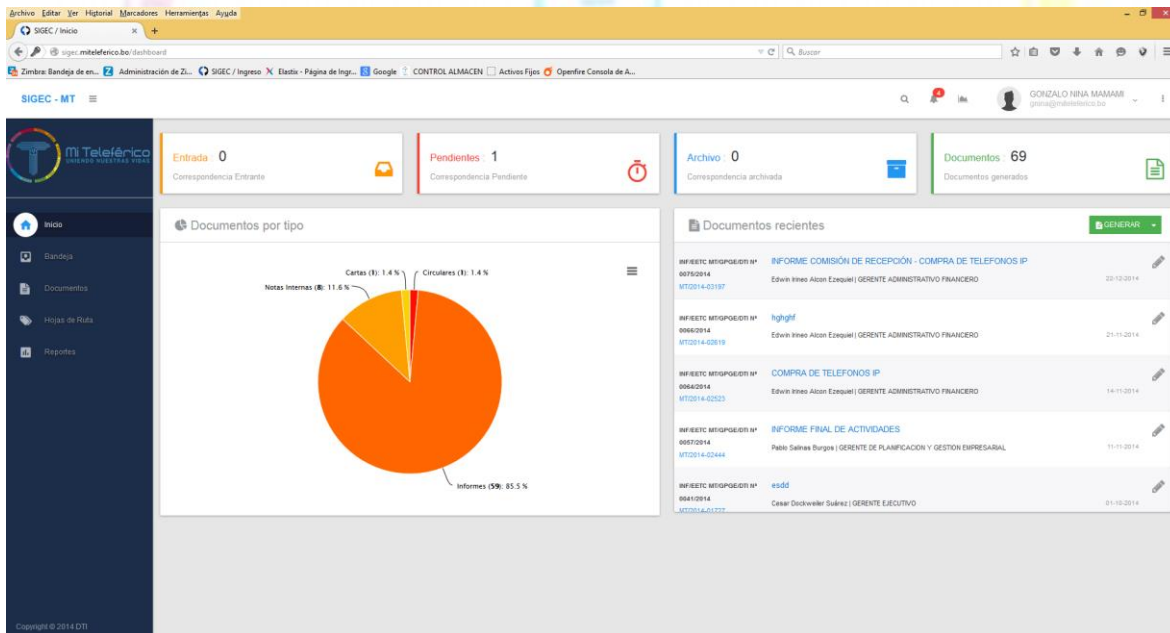 Archivo Editar Ver Historial Marcadores Herramientas Ayuda
SIGEC / Inicio
sigec.miteleferico.bo/dashboard
Buscar
Zimbra: Bandeja de en... Administración de Zi... SIGEC / Ingreso Elastix - Página de Ingr... Google CONTROL ALMACEN Activos Fijos Openfire Consola de A...
SIGEC - MT
4
GONZALO NINA MAMAMI
gnina@miteleferico.bo
Mi Teleférico
UNIENDO NUESTRAS VIDAS
Entrada : 0
Correspondencia Entrante
Pendientes : 1
Correspondencia Pendiente
Archivo : 0
Correspondencia archivada
Documentos : 69
Documentos generados
Inicio
Bandeja
Documentos
Hojas de Ruta
Reportes
Documentos por tipo
Cartas (1): 1.4 %
Circulares (1): 1.4 %
Notas Internas (8): 11.6 %
Informes (59): 85.5 %
Documentos recientes
GENERAR
INF/EETC MT/GPGE/DTI Nº
0075/2014
MT/2014-03197
INFORME COMISIÓN DE RECEPCIÓN - COMPRA DE TELEFONOS IP
Edwin Irineo Alcon Ezequiel | GERENTE ADMINISTRATIVO FINANCIERO
22-12-2014
INF/EETC MT/GPGE/DTI Nº
0066/2014
MT/2014-02619
hghghf
Edwin Irineo Alcon Ezequiel | GERENTE ADMINISTRATIVO FINANCIERO
21-11-2014
INF/EETC MT/GPGE/DTI Nº
0064/2014
MT/2014-02523
COMPRA DE TELEFONOS IP
Edwin Irineo Alcon Ezequiel | GERENTE ADMINISTRATIVO FINANCIERO
14-11-2014
INF/EETC MT/GPGE/DTI Nº
0057/2014
MT/2014-02444
INFORME FINAL DE ACTIVIDADES
Pablo Salinas Burgos | GERENTE DE PLANIFICACION Y GESTION EMPRESARIAL
11-11-2014
INF/EETC MT/GPGE/DTI Nº
0041/2014
MT/2014-01727
esdd
Cesar Dockweiler Suárez | GERENTE EJECUTIVO
01-10-2014
Copyright © 2014 DTI